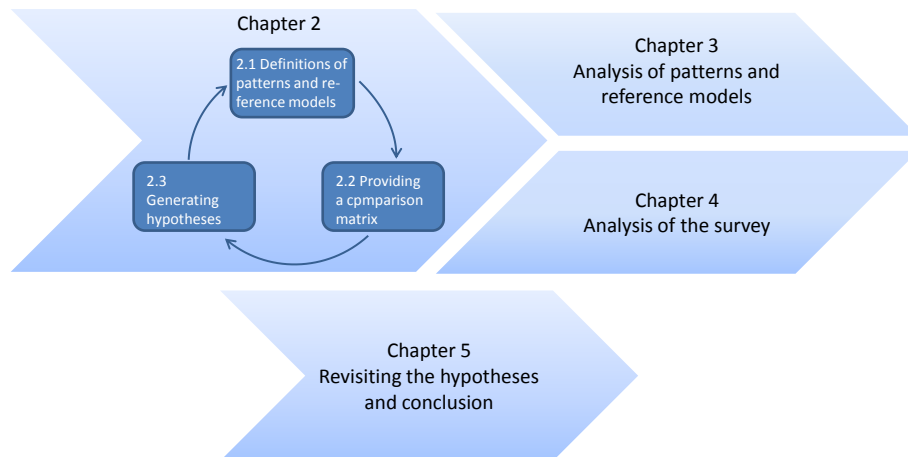 Chapter 2
2.1 Definitions of
patterns and re-
ference models
2.2 Providing
a cpmparison
matrix
2.3
Generating
hypotheses
Chapter 3
Analysis of patterns and
reference models
Chapter 4
Analysis of the survey
Chapter 5
Revisiting the hypotheses
and conclusion